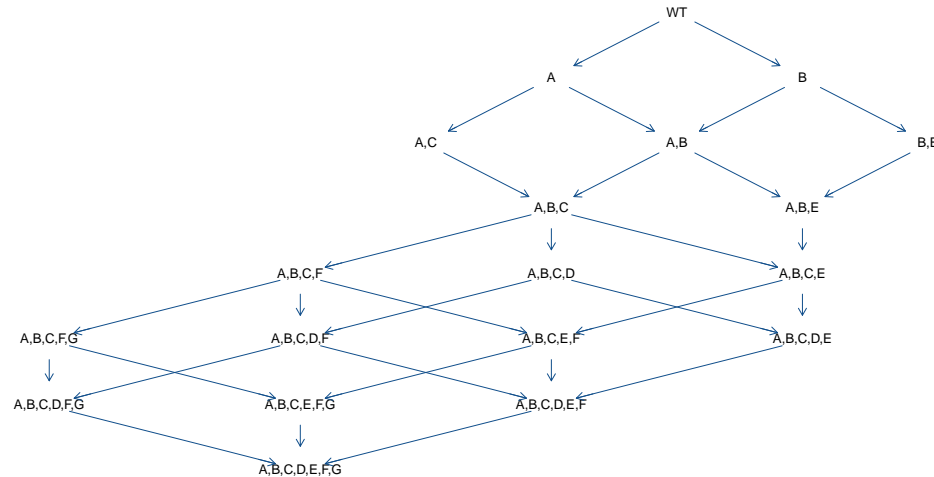 WT
A B
A,C A,B B,E
A,B,C A,B,E
A,B,C,F A,B,C,D A,B,C,E
A,B,C,F,G A,B,C,D,F A,B,C,E,F A,B,C,D,E
A,B,C,D,F,G A,B,C,E,F,G A,B,C,D,E,F
A,B,C,D,E,F,G